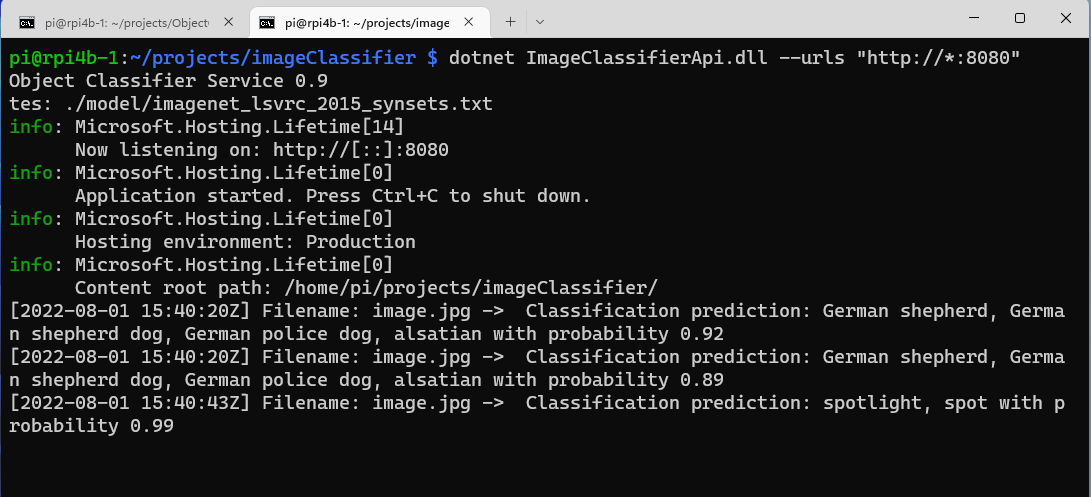 pi@rpi4b-1: ~/projects/Object
pi@rpi4b-1: ~/projects/image
pi@rpi4b-1:~/projects/imageClassifier $ dotnet ImageClassifierApi.dll --urls "http://*:8080"
Object Classifier Service 0.9
tes: ./model/imagenet_lsvrc_2015_synsets.txt
info: Microsoft.Hosting.Lifetime[14]
Now listening on: http://[::]:8080
info: Microsoft.Hosting.Lifetime[0]
Application started. Press Ctrl+C to shut down.
info: Microsoft.Hosting.Lifetime[0]
Hosting environment: Production
info: Microsoft.Hosting.Lifetime[0]
Content root path: /home/pi/projects/imageClassifier/
[2022-08-01 15:40:20Z] Filename: image.jpg ->  Classification prediction: German shepherd, Germa
n shepherd dog, German police dog, alsatian with probability 0.92
[2022-08-01 15:40:20Z] Filename: image.jpg ->  Classification prediction: German shepherd, Germa
n shepherd dog, German police dog, alsatian with probability 0.89
[2022-08-01 15:40:43Z] Filename: image.jpg ->  Classification prediction: spotlight, spot with p
robability 0.99